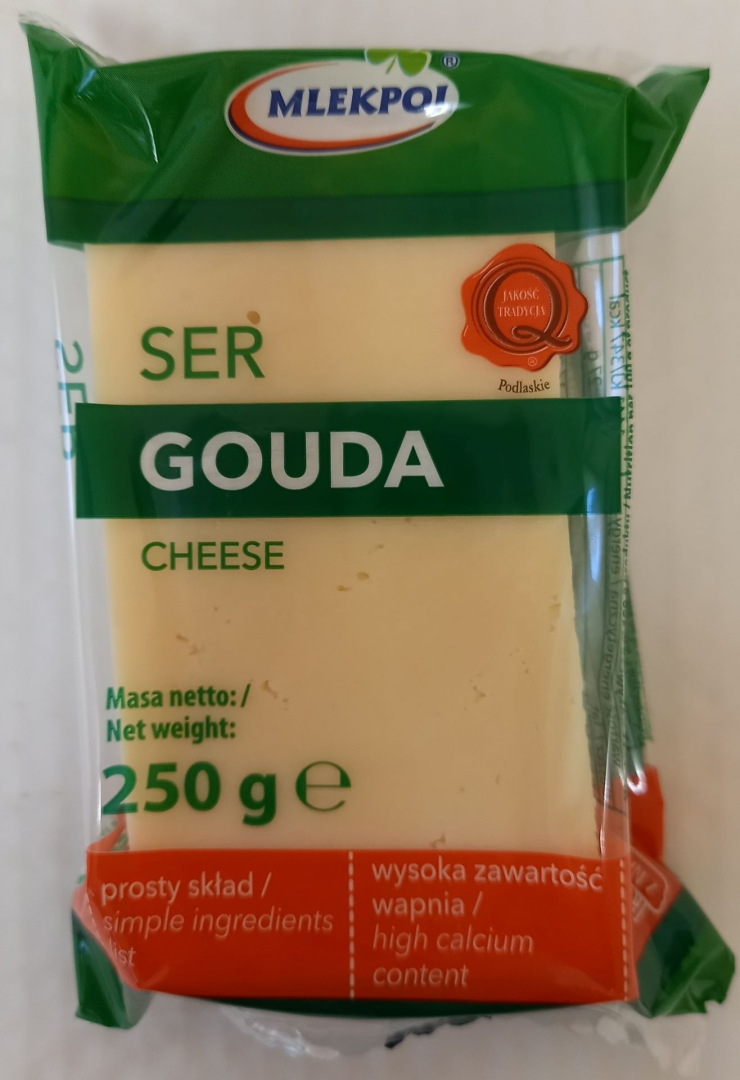 MLEKPOL®
SER
JAKOŚĆ
TRADYCJA
Q
®
Podlaskie
GOUDA
CHEESE
Masa netto: /
Net weight:
250 g ℮
prosty skład /
simple ingredients
list
wysoka zawartość
wapnia /
high calcium
content